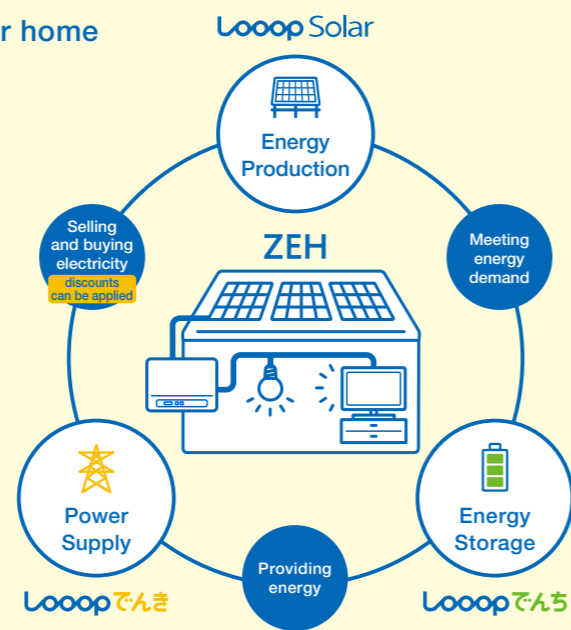 r home
Looop Solar
Energy
Production
Selling
and buying
electricity
discounts
can be applied
ZEH
Meeting
energy
demand
Power
Supply
Energy
Storage
Providing
energy
Looopでんき
Looopでんち